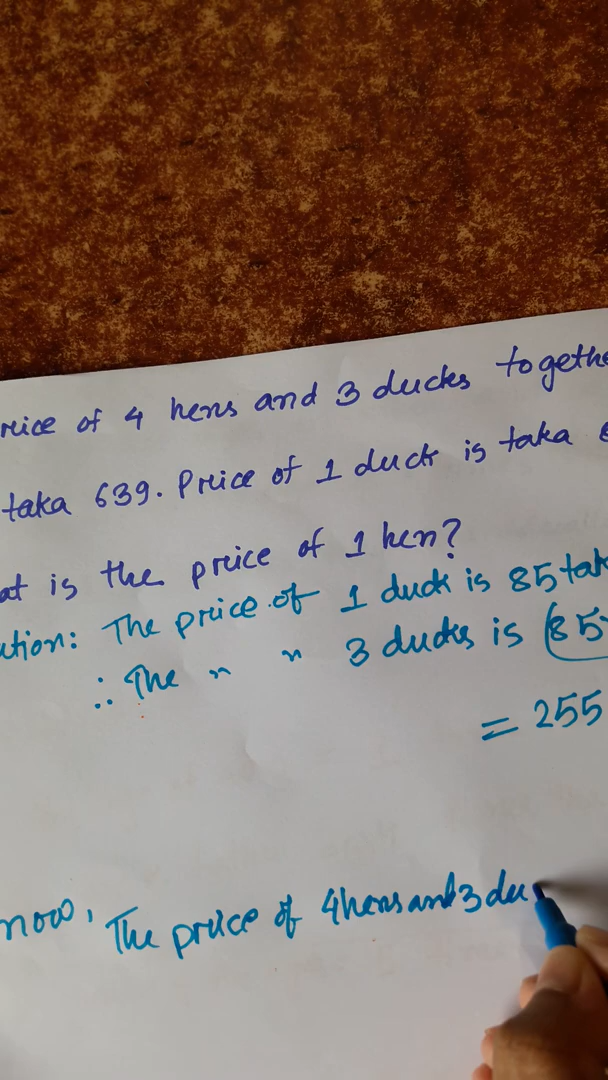 rice of 4 hens and 3 ducks togethe
taka 639. Price of 1 duck is taka
at is the price of 1 hen?
ution: The price of 1 duck is 85 tak
∴ The " " 3 ducks is (85
= 255
now, The price of 4 hens and 3 du